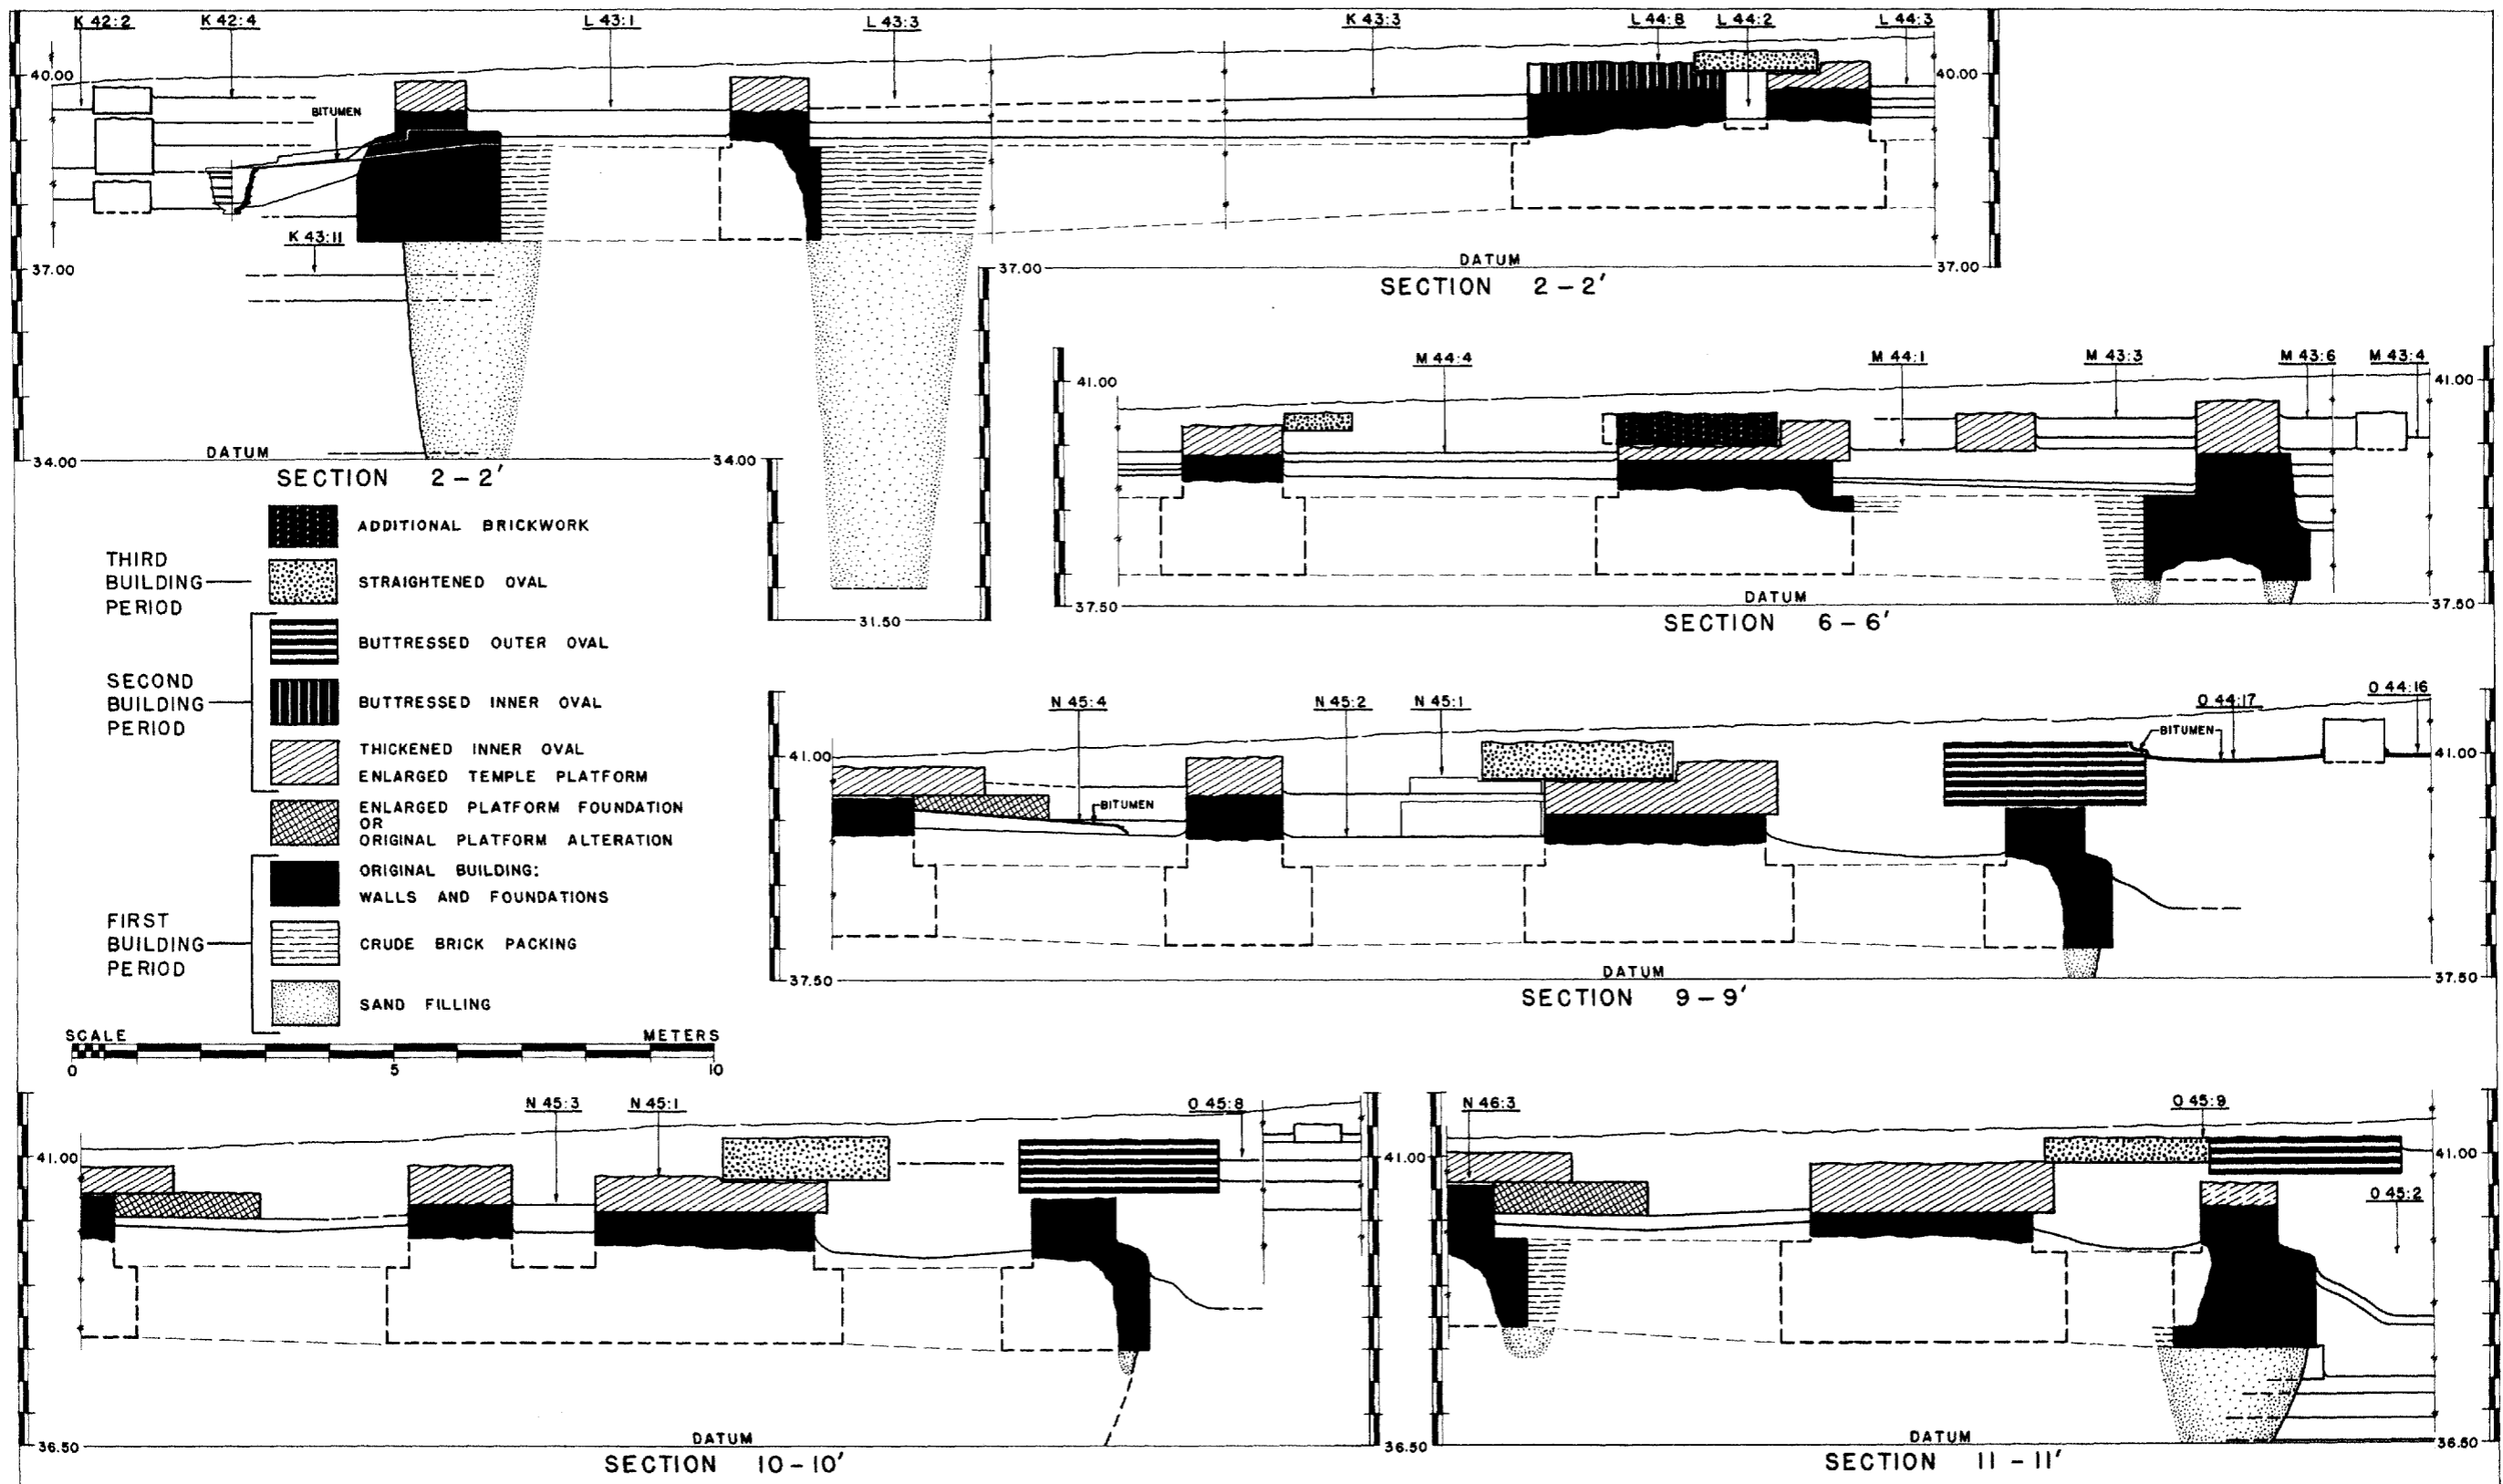 K 42:2 K 42:4 L 43:1 L 43:3 K 43:3 L 44:8 L 44:2 L 44:3
40.00 40.00
BITUMEN
K 43:11
37.00 37.00 DATUM 37.00
SECTION 2-2'
DATUM
34.00 34.00
SECTION 2-2'
31.50
M 44:4 M 44:1 M 43:3 M 43:6 M 43:4
41.00 41.00
DATUM
37.50 37.50
SECTION 6-6'
THIRD
BUILDING
PERIOD
ADDITIONAL BRICKWORK
STRAIGHTENED OVAL
SECOND
BUILDING
PERIOD
BUTTRESSED OUTER OVAL
BUTTRESSED INNER OVAL
THICKENED INNER OVAL
ENLARGED TEMPLE PLATFORM
ENLARGED PLATFORM FOUNDATION
OR
ORIGINAL PLATFORM ALTERATION
FIRST
BUILDING
PERIOD
ORIGINAL BUILDING:
WALLS AND FOUNDATIONS
CRUDE BRICK PACKING
SAND FILLING
SCALE METERS
0 5 10
N 45:4 N 45:2 N 45:1 O 44:17 O 44:16
BITUMEN
41.00 41.00
BITUMEN
DATUM
37.50 37.50
SECTION 9-9'
N 45:3 N 45:1 O 45:8
41.00 41.00
DATUM
36.50 36.50
SECTION 10-10'
N 46:3 O 45:9
41.00
O 45:2
DATUM
36.50
SECTION 11-11'